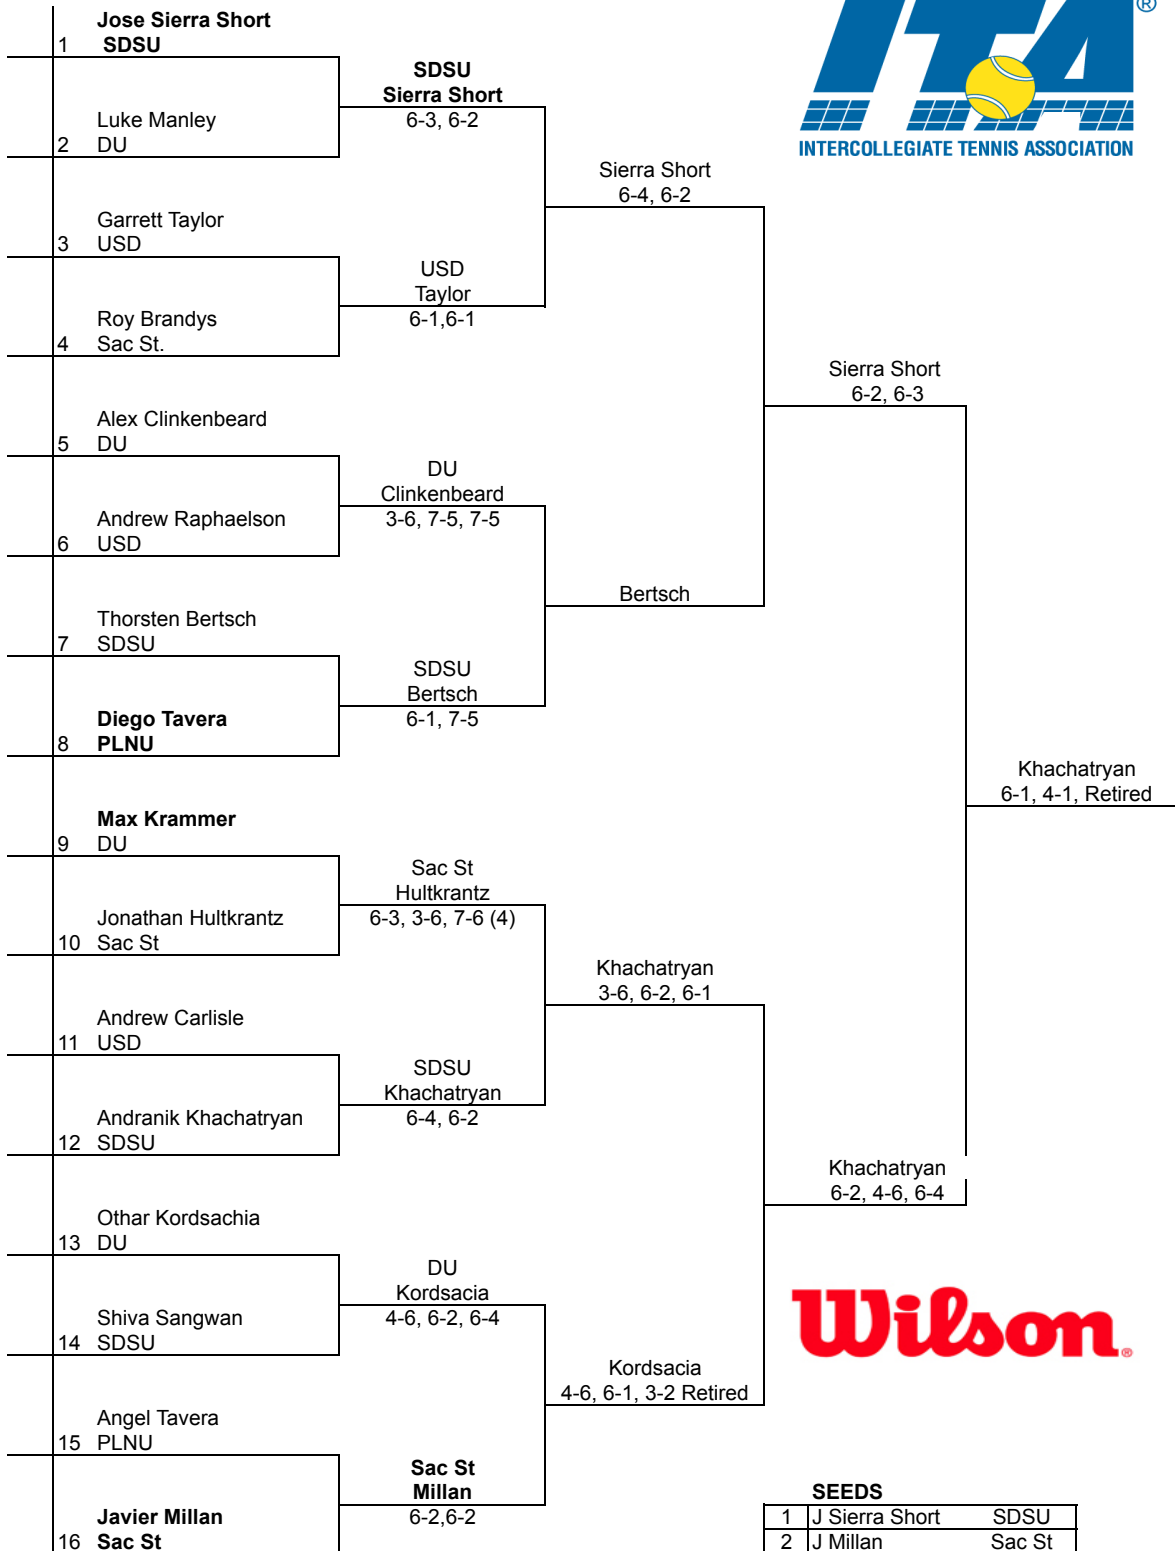 Jose Sierra Short
1 SDSU
Luke Manley
2 DU
Garrett Taylor
3 USD
Roy Brandys
4 Sac St.
Alex Clinkenbeard
5 DU
Andrew Raphaelson
6 USD
Thorsten Bertsch
7 SDSU
Diego Tavera
8 PLNU
Max Krammer
9 DU
Jonathan Hultkrantz
10 Sac St
Andrew Carlisle
11 USD
Andranik Khachatryan
12 SDSU
Othar Kordsachia
13 DU
Shiva Sangwan
14 SDSU
Angel Tavera
15 PLNU
Javier Millan
16 Sac St
SDSU
Sierra Short
6-3, 6-2
USD
Taylor
6-1,6-1
DU
Clinkenbeard
3-6, 7-5, 7-5
SDSU
Bertsch
6-1, 7-5
Sac St
Hultkrantz
6-3, 3-6, 7-6 (4)
SDSU
Khachatryan
6-4, 6-2
DU
Kordsacia
4-6, 6-2, 6-4
Sac St
Millan
6-2,6-2
Sierra Short
6-4, 6-2
Bertsch
Khachatryan
3-6, 6-2, 6-1
Kordsacia
4-6, 6-1, 3-2 Retired
Sierra Short
6-2, 6-3
Khachatryan
6-2, 4-6, 6-4
Khachatryan
6-1, 4-1, Retired
ITA ®
INTERCOLLEGIATE TENNIS ASSOCIATION
Wilson®
SEEDS
1 J Sierra Short SDSU
2 J Millan Sac St